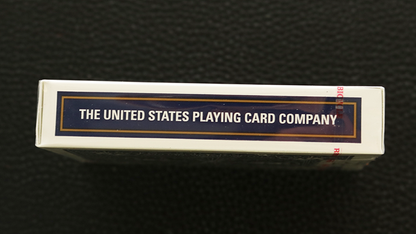 THE UNITED STATES PLAYING CARD COMPANY